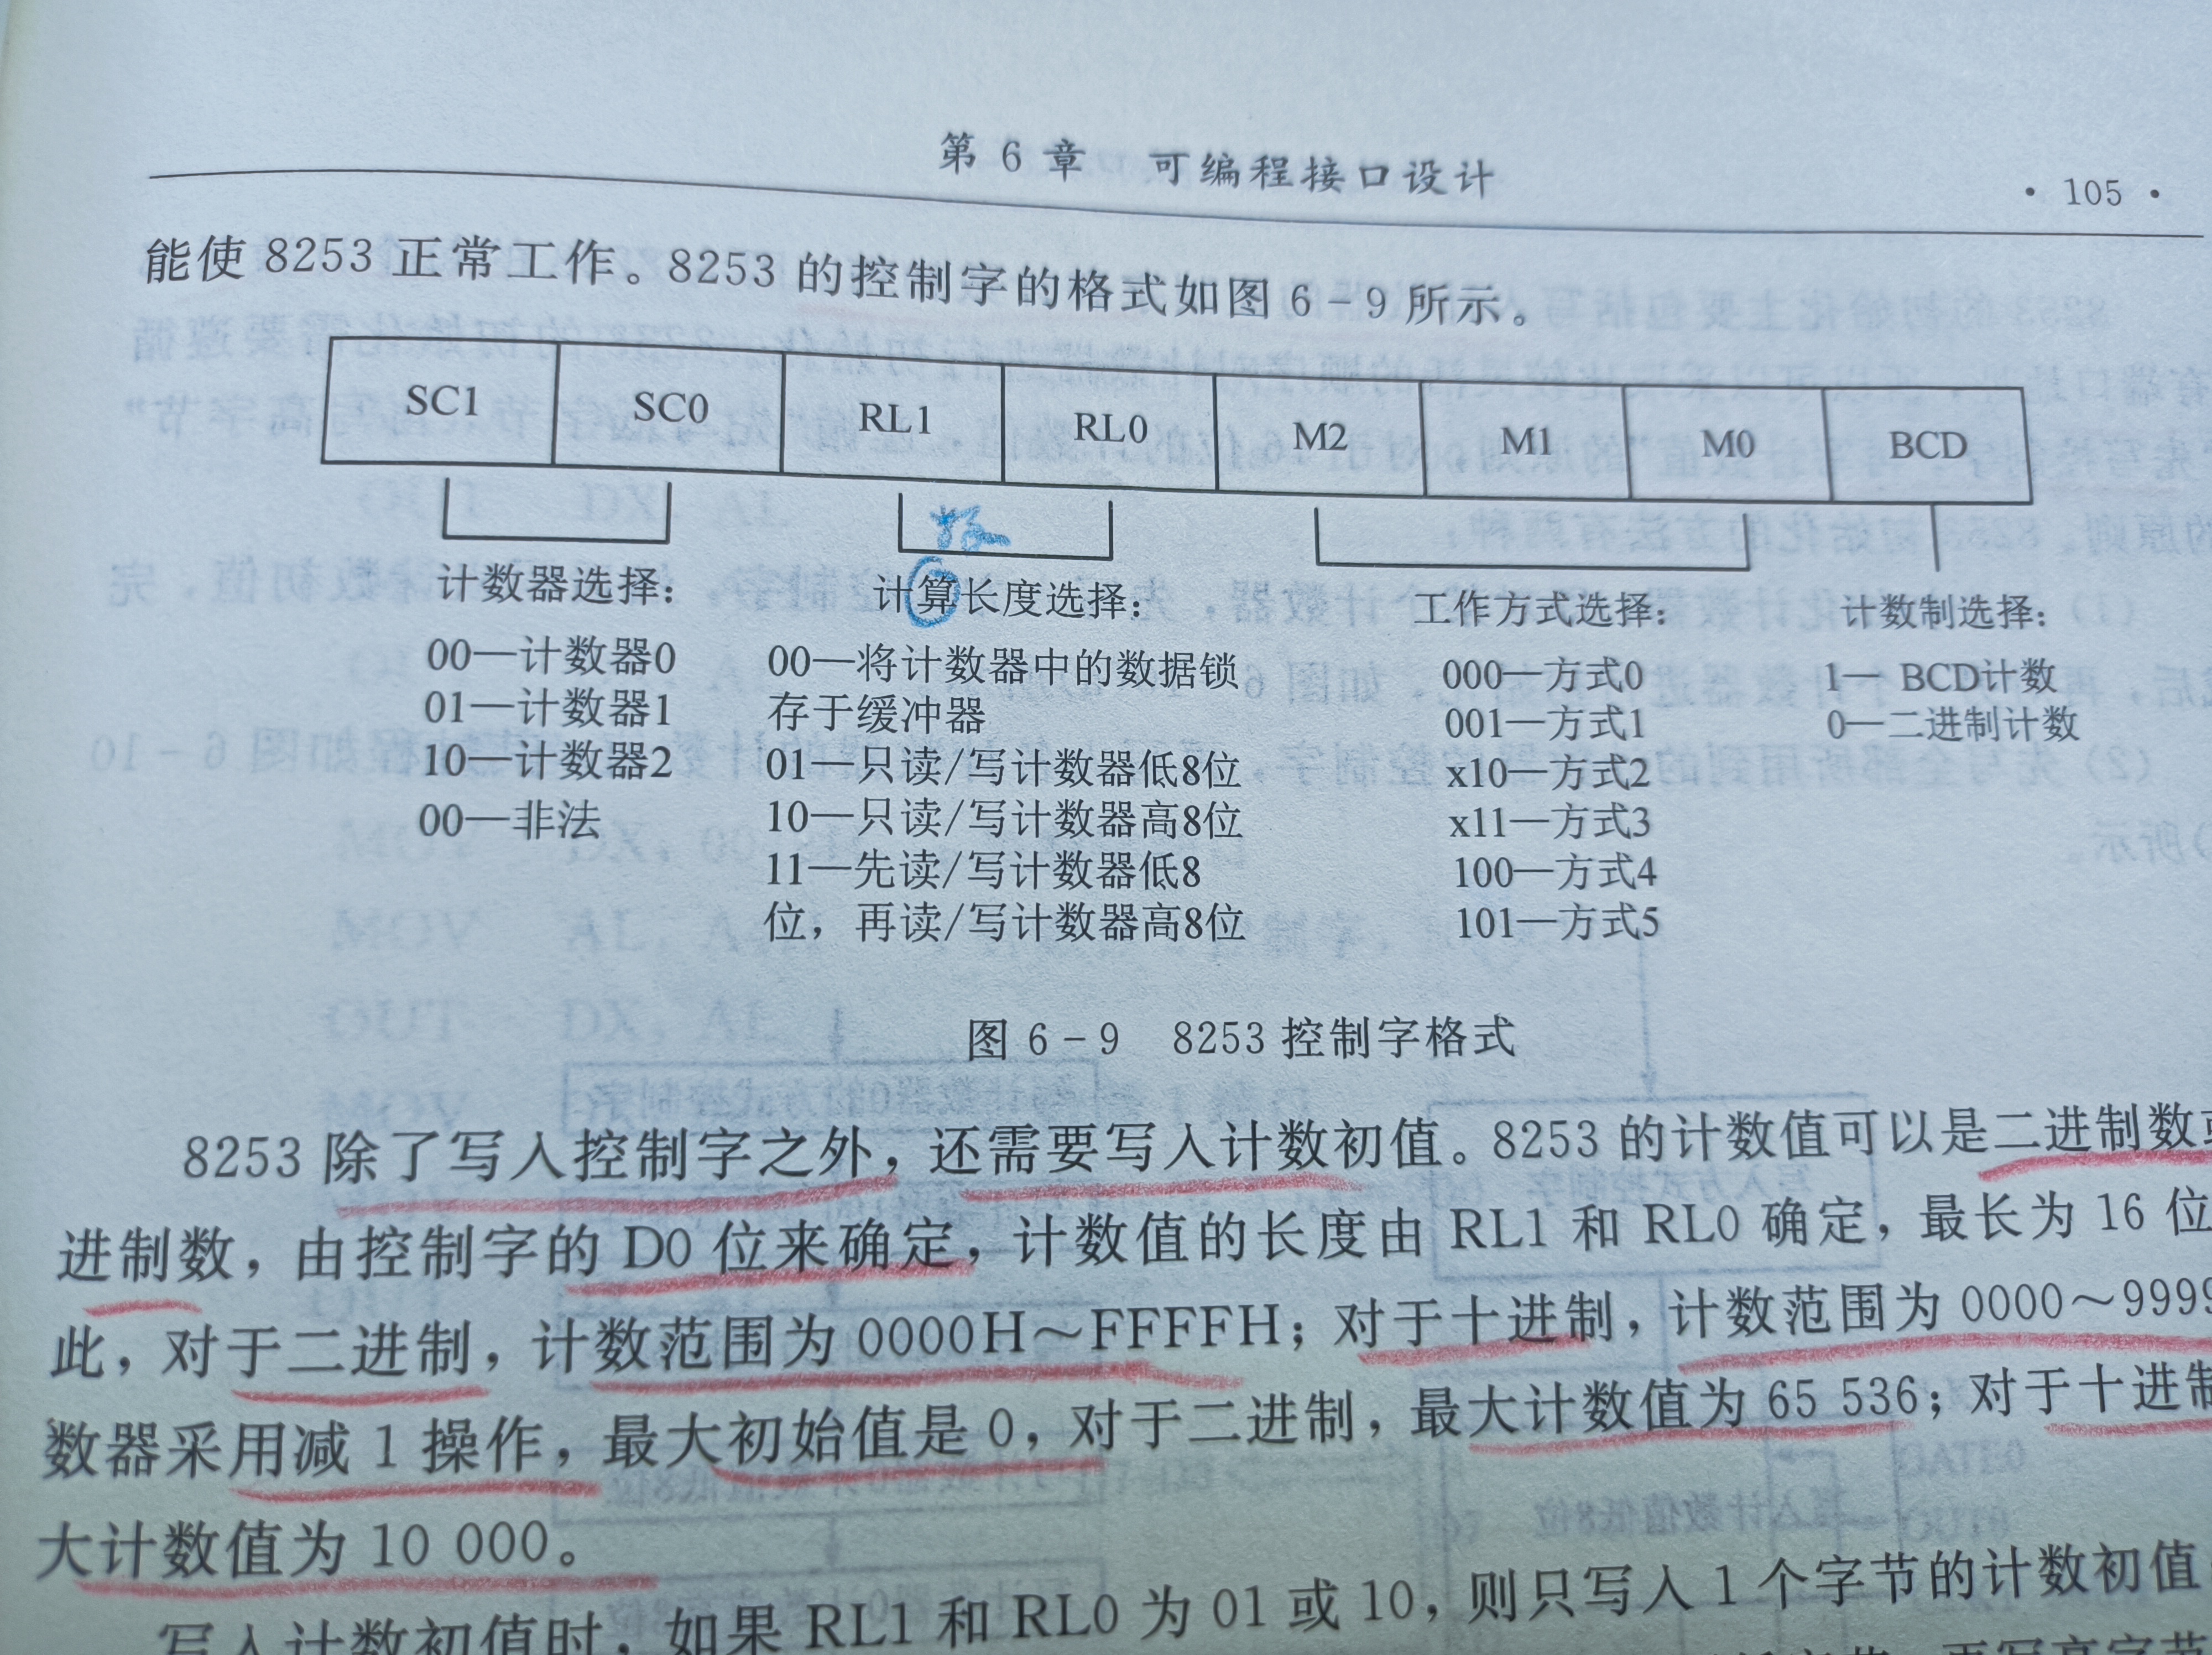 第 6 章 可编程接口设计
· 105 ·
能使 8253 正常工作。8253 的控制字的格式如图 6-9 所示。
SC1 SC0 RL1 RL0 M2 M1 M0 BCD
数
计数器选择：
00—计数器0
01—计数器1
10—计数器2
00—非法
计算长度选择：
00—将计数器中的数据锁
存于缓冲器
01—只读/写计数器低8位
10—只读/写计数器高8位
11—先读/写计数器低8
位，再读/写计数器高8位
工作方式选择：
000—方式0
001—方式1
x10—方式2
x11—方式3
100—方式4
101—方式5
计数制选择：
1— BCD计数
0—二进制计数
图 6-9 8253 控制字格式
8253 除了写入控制字之外，还需要写入计数初值。8253 的计数值可以是二进制数或
进制数，由控制字的 D0 位来确定，计数值的长度由 RL1 和 RL0 确定，最长为 16 位
此，对于二进制，计数范围为 0000H～FFFFH；对于十进制，计数范围为 0000～9999
数器采用减 1 操作，最大初始值是 0，对于二进制，最大计数值为 65 536；对于十进制
大计数值为 10 000。
写入计数初值时，如果 RL1 和 RL0 为 01 或 10，则只写入 1 个字节的计数初值